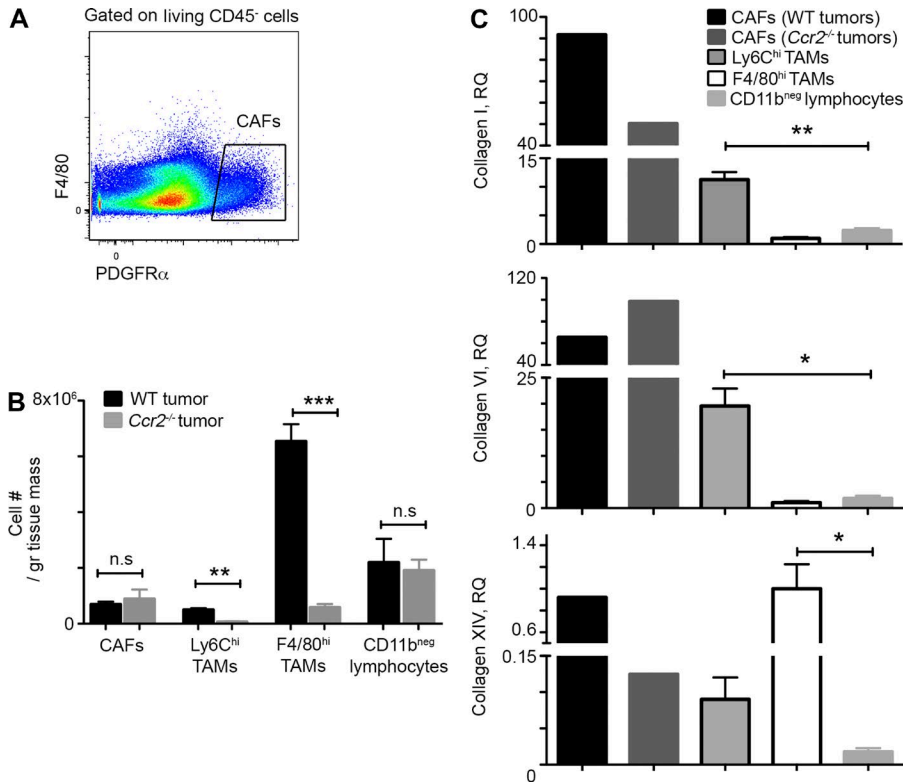 A
Gated on living CD45- cells
CAFs
F4/80
0
0
PDGFRα
B
WT tumor
Ccr2-/- tumor
8x10⁶
0
Cell #
/ gr tissue mass
n.s
**
***
n.s
CAFs
Ly6Chi
TAMs
F4/80hi
TAMs
CD11bneg
lymphocytes
C
CAFs (WT tumors)
CAFs (Ccr2-/- tumors)
Ly6Chi TAMs
F4/80hi TAMs
CD11bneg lymphocytes
Collagen I, RQ
100
40
15
0
**
Collagen VI, RQ
120
40
25
0
*
Collagen XIV, RQ
1.4
0.6
0.15
0
*